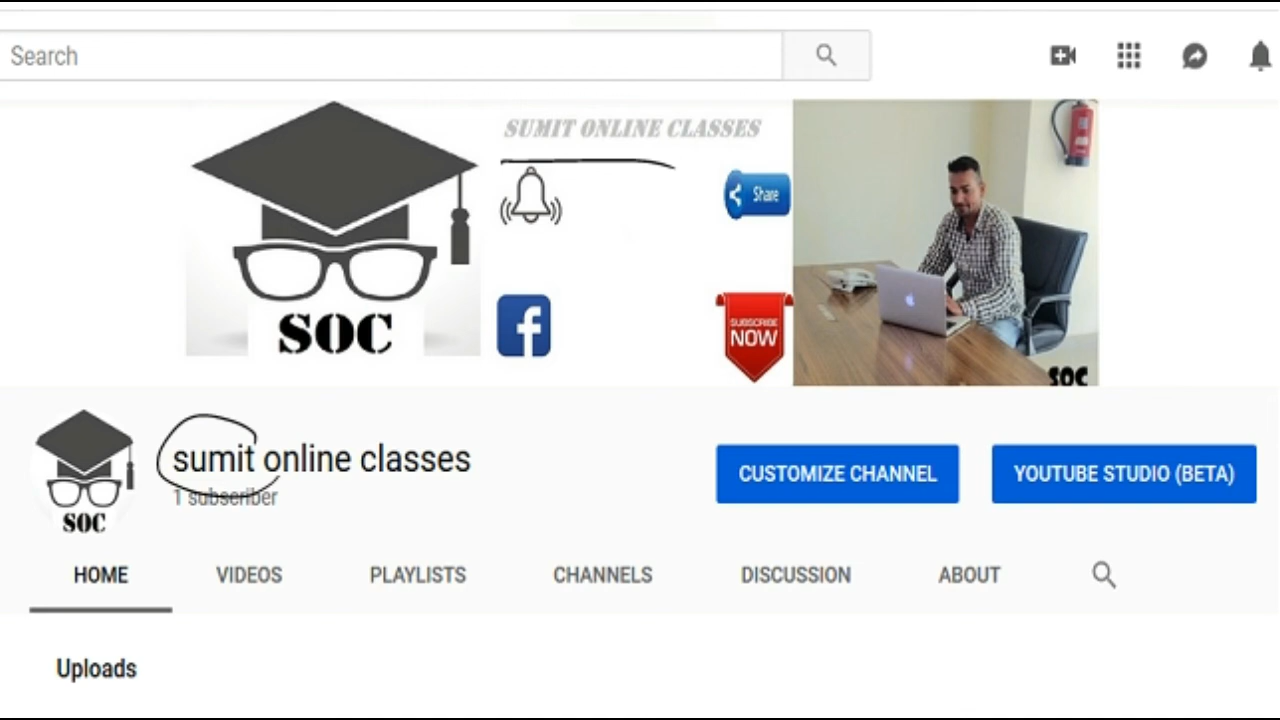 Search
SUMIT ONLINE CLASSES
Share
SOC
SUBSCRIBE
NOW
SOC
sumit online classes
1 subscriber
CUSTOMIZE CHANNEL
YOUTUBE STUDIO (BETA)
SOC
HOME
VIDEOS
PLAYLISTS
CHANNELS
DISCUSSION
ABOUT
Uploads